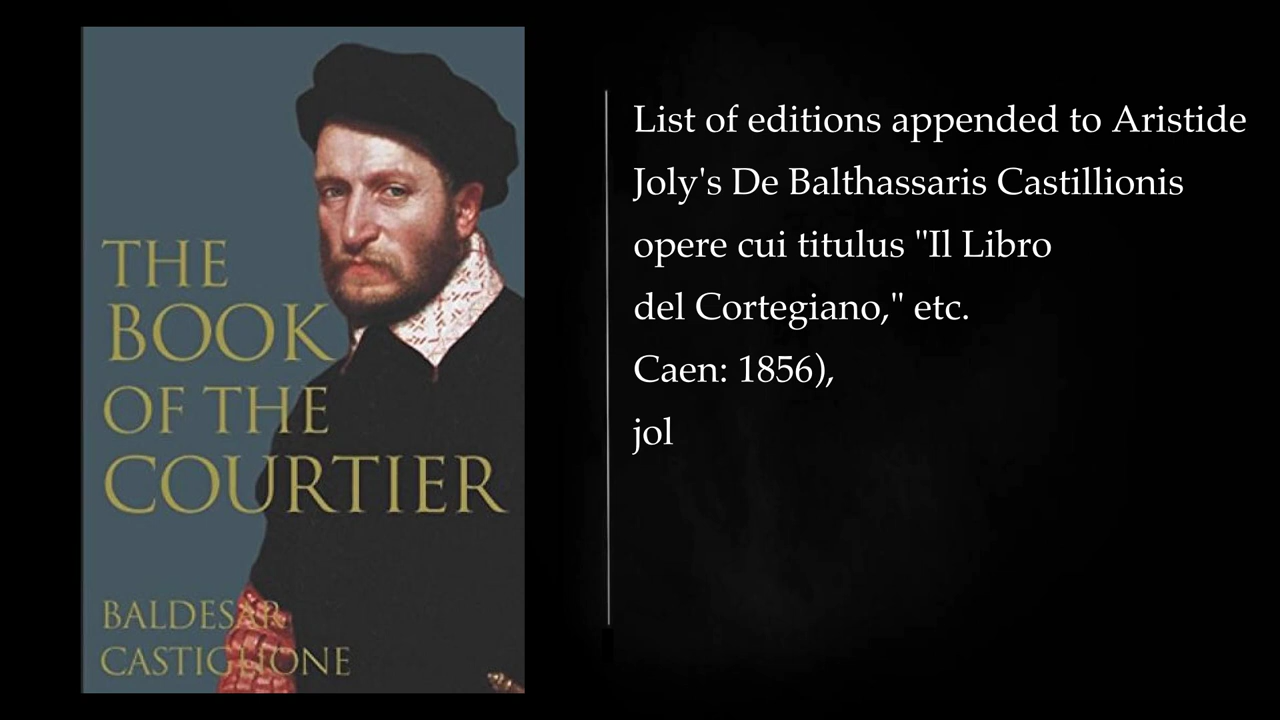 THE
BOOK
OF THE
COURTIER
BALDESAR
CASTIGLIONE
List of editions appended to Aristide
Joly's De Balthassaris Castillionis
opere cui titulus "Il Libro
del Cortegiano," etc.
Caen: 1856),
jol